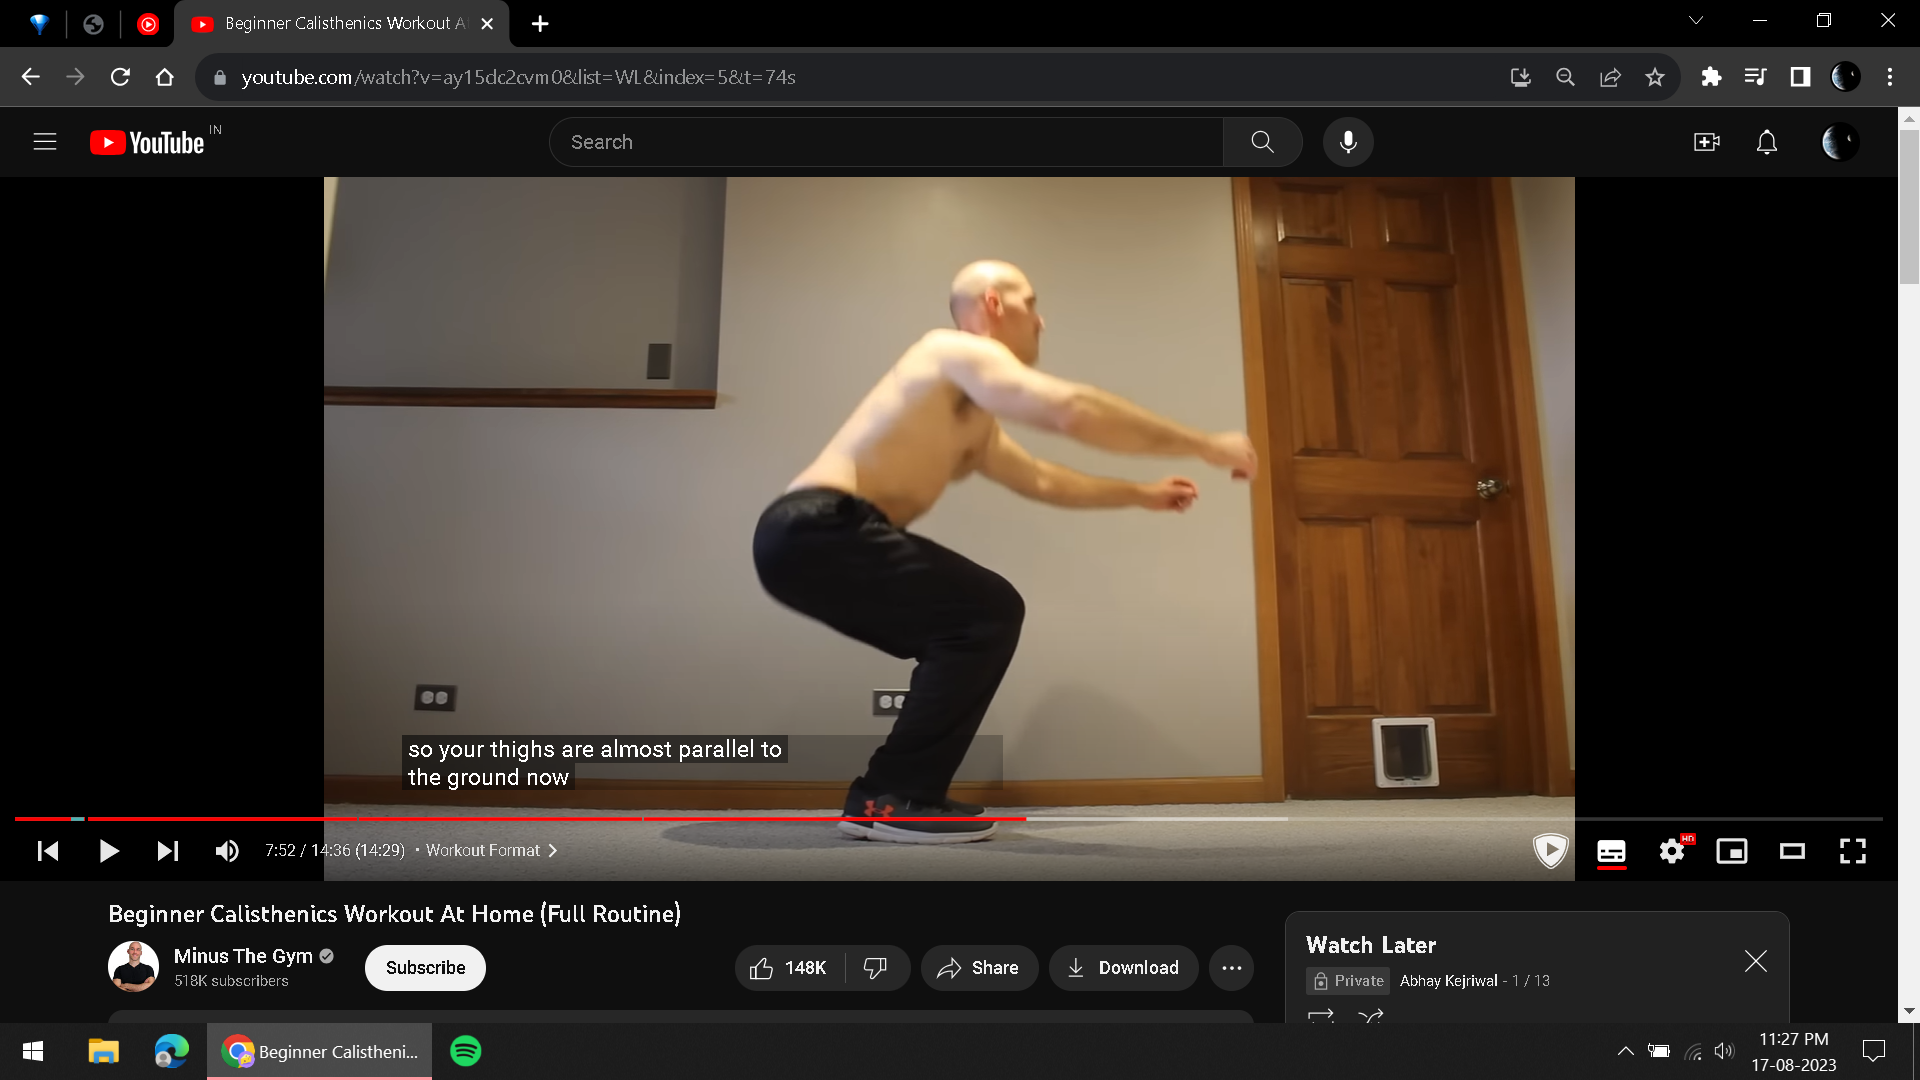 Beginner Calisthenics Workout A
youtube.com/watch?v=ay15dc2cvm0&list=WL&index=5&t=74s
YouTube IN
Search
so your thighs are almost parallel to
the ground now
7:52 / 14:36 (14:29) • Workout Format
HD
Beginner Calisthenics Workout At Home (Full Routine)
Minus The Gym
518K subscribers
Subscribe
148K
Share
Download
Watch Later
Private
Abhay Kejriwal - 1 / 13
Beginner Calistheni...
11:27 PM
17-08-2023